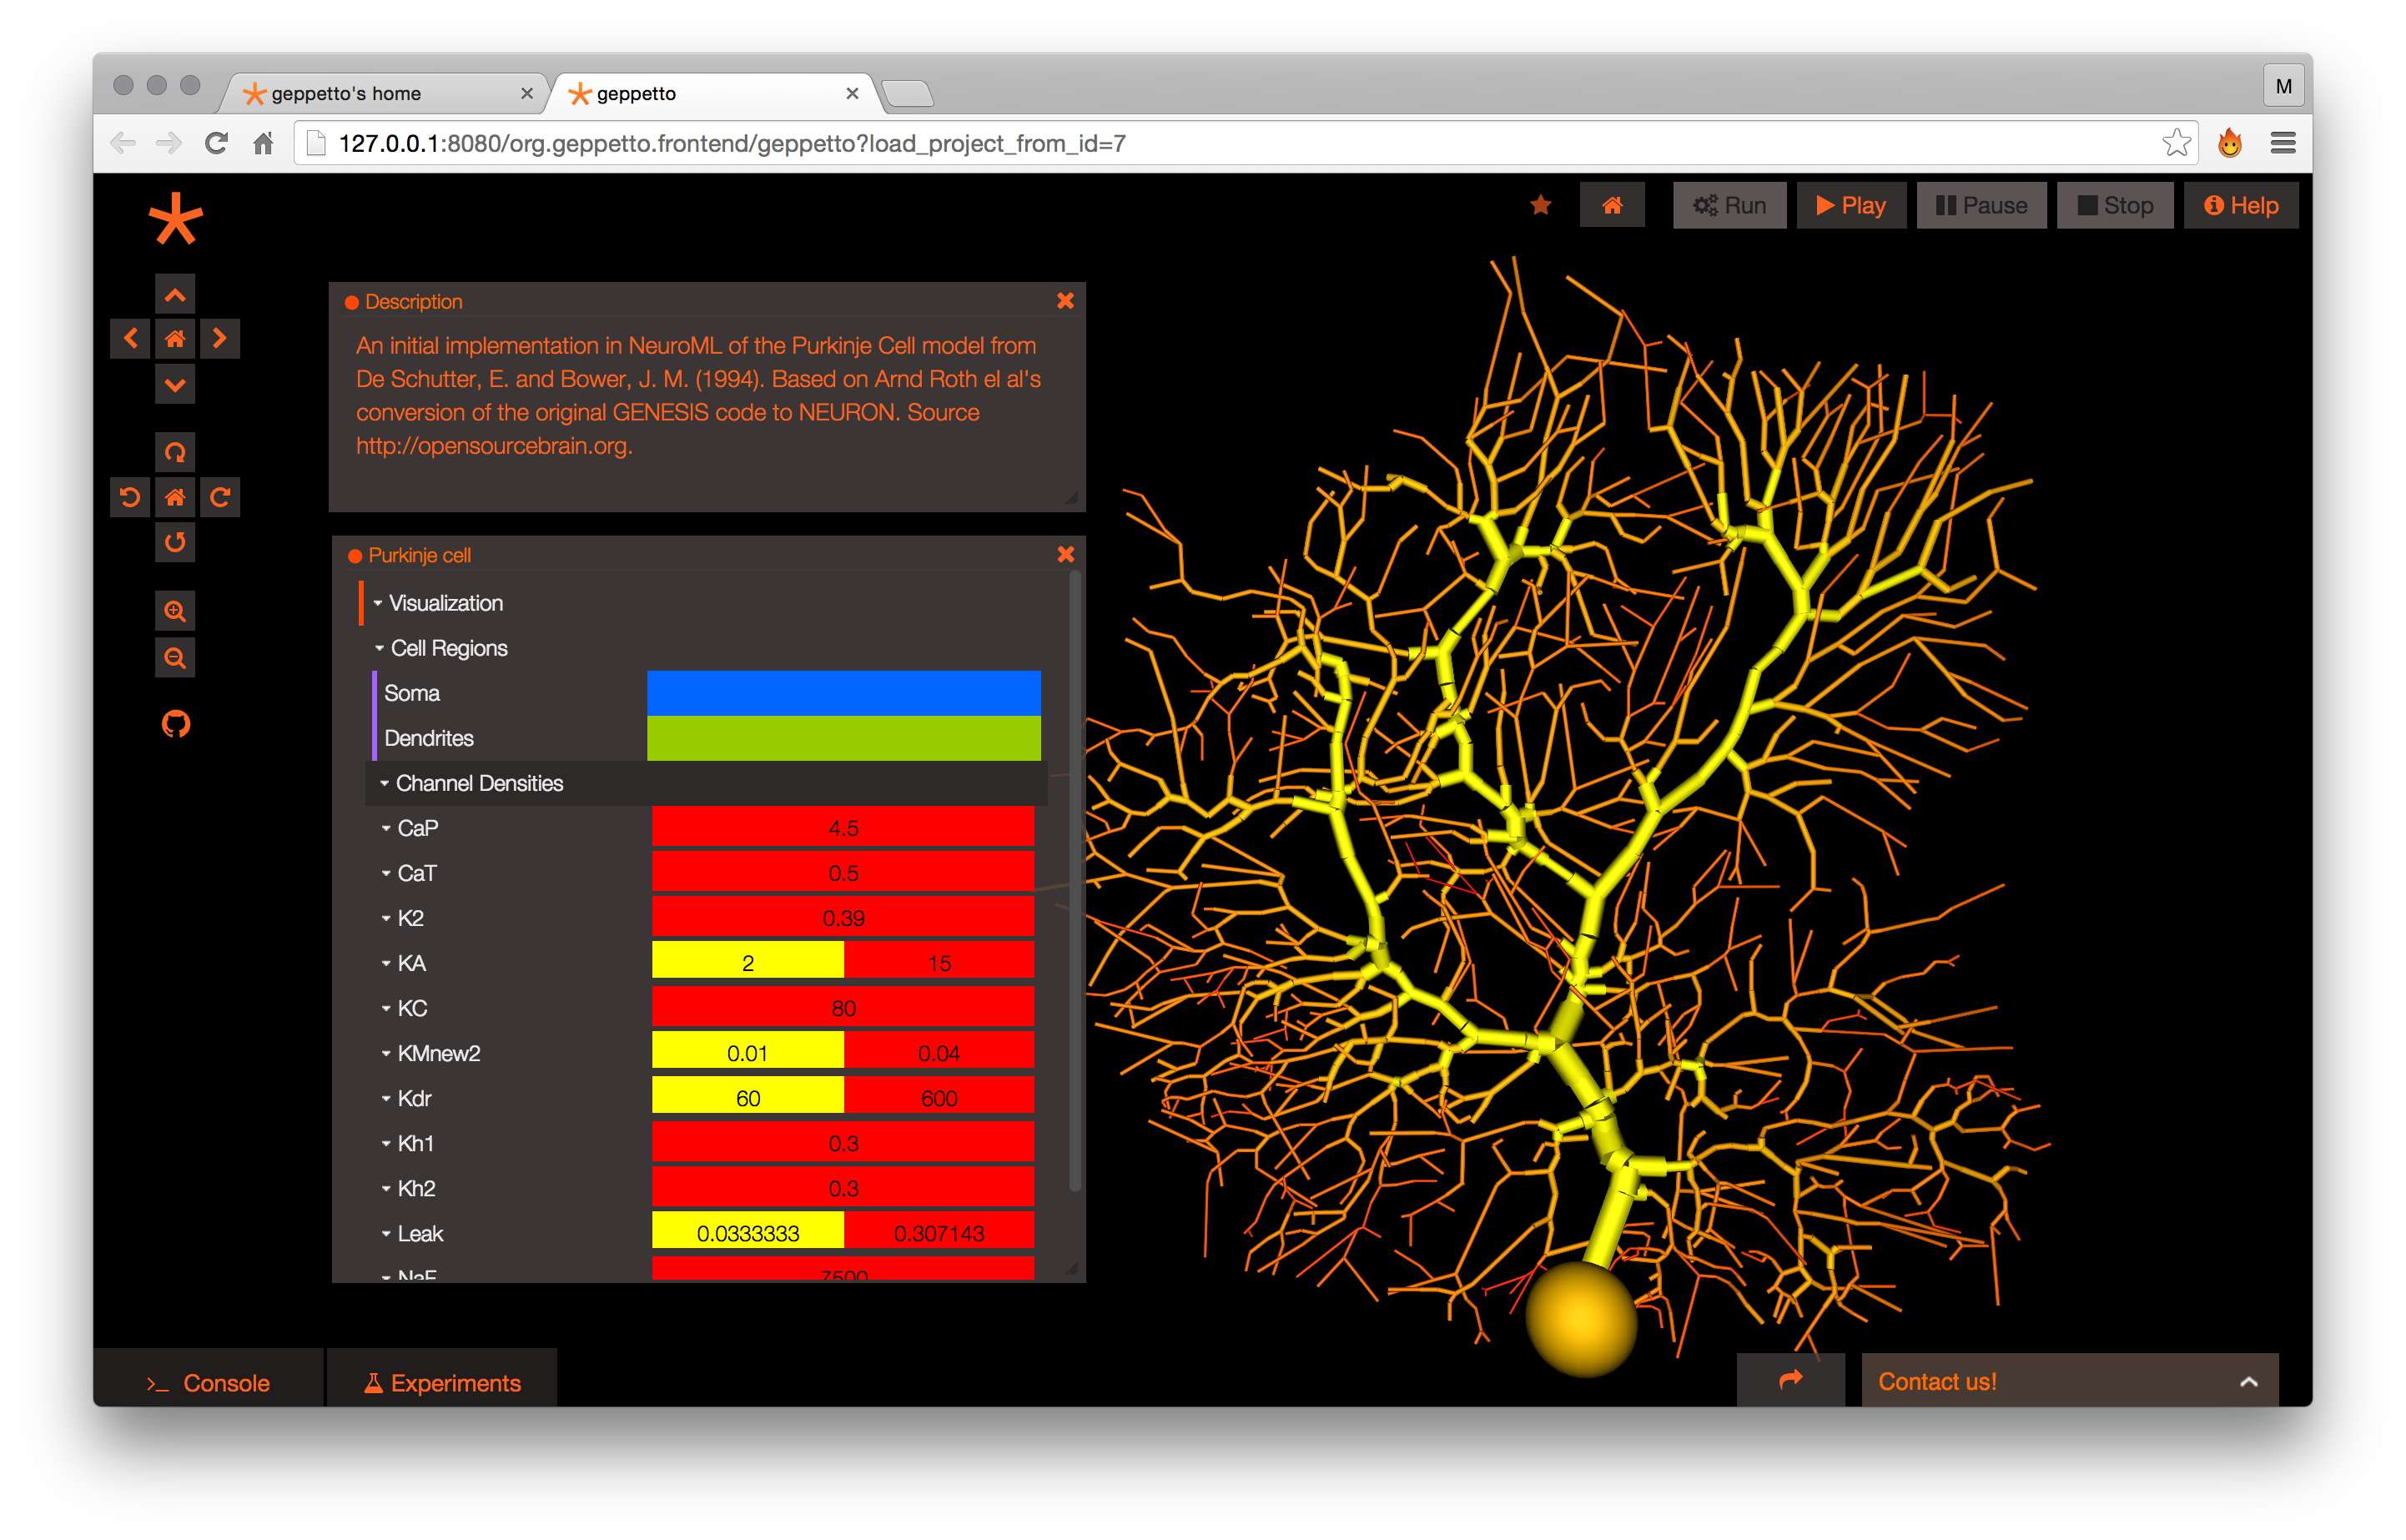 geppetto's home
geppetto
M
127.0.0.1:8080/org.geppetto.frontend/geppetto?load_project_from_id=7
Run
Play
Pause
Stop
Help
Description
An initial implementation in NeuroML of the Purkinje Cell model from
De Schutter, E. and Bower, J. M. (1994). Based on Arnd Roth el al's
conversion of the original GENESIS code to NEURON. Source
http://opensourcebrain.org.
Purkinje cell
Visualization
Cell Regions
Soma
Dendrites
Channel Densities
CaP 4.5
CaT 0.5
K2 0.39
KA 2 15
KC 80
KMnew2 0.01 0.04
Kdr 60 600
Kh1 0.3
Kh2 0.3
Leak 0.0333333 0.307143
NaF 7500
>_ Console
Experiments
Contact us!